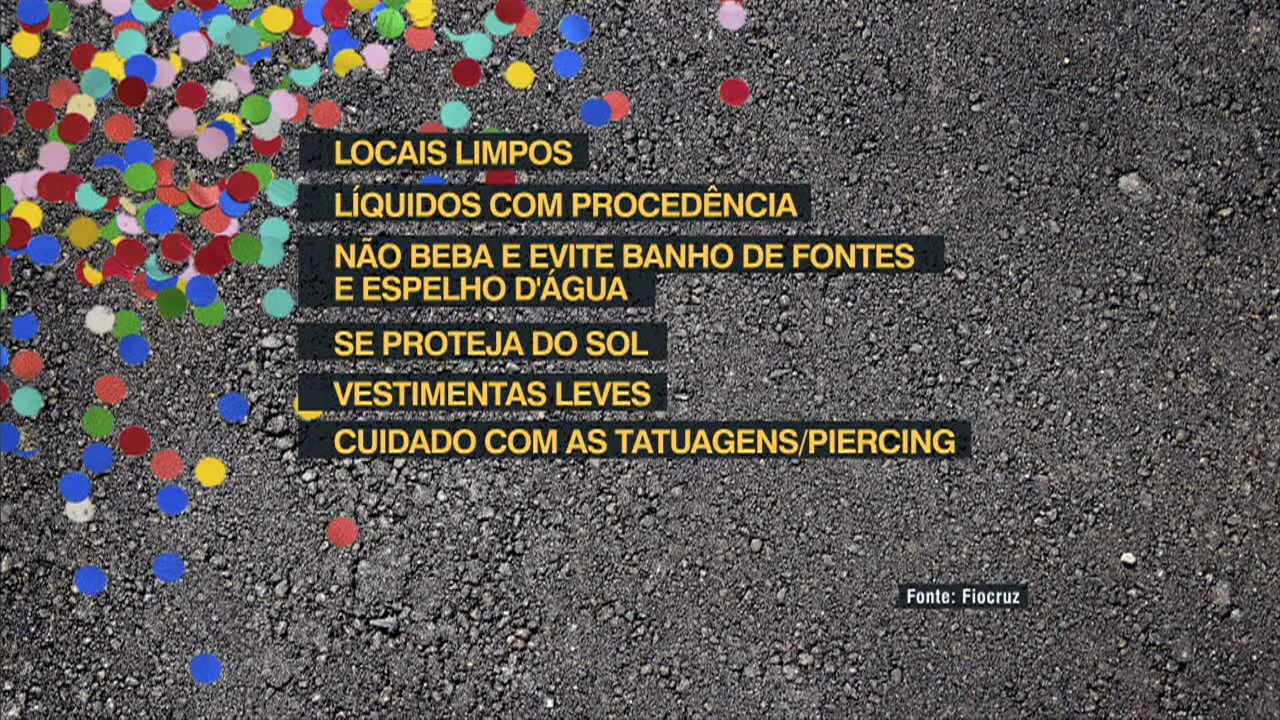 LOCAIS LIMPOS
LÍQUIDOS COM PROCEDÊNCIA
NÃO BEBA E EVITE BANHO DE FONTES
E ESPELHO D'ÁGUA
SE PROTEJA DO SOL
VESTIMENTAS LEVES
CUIDADO COM AS TATUAGENS/PIERCING
Fonte: Fiocruz